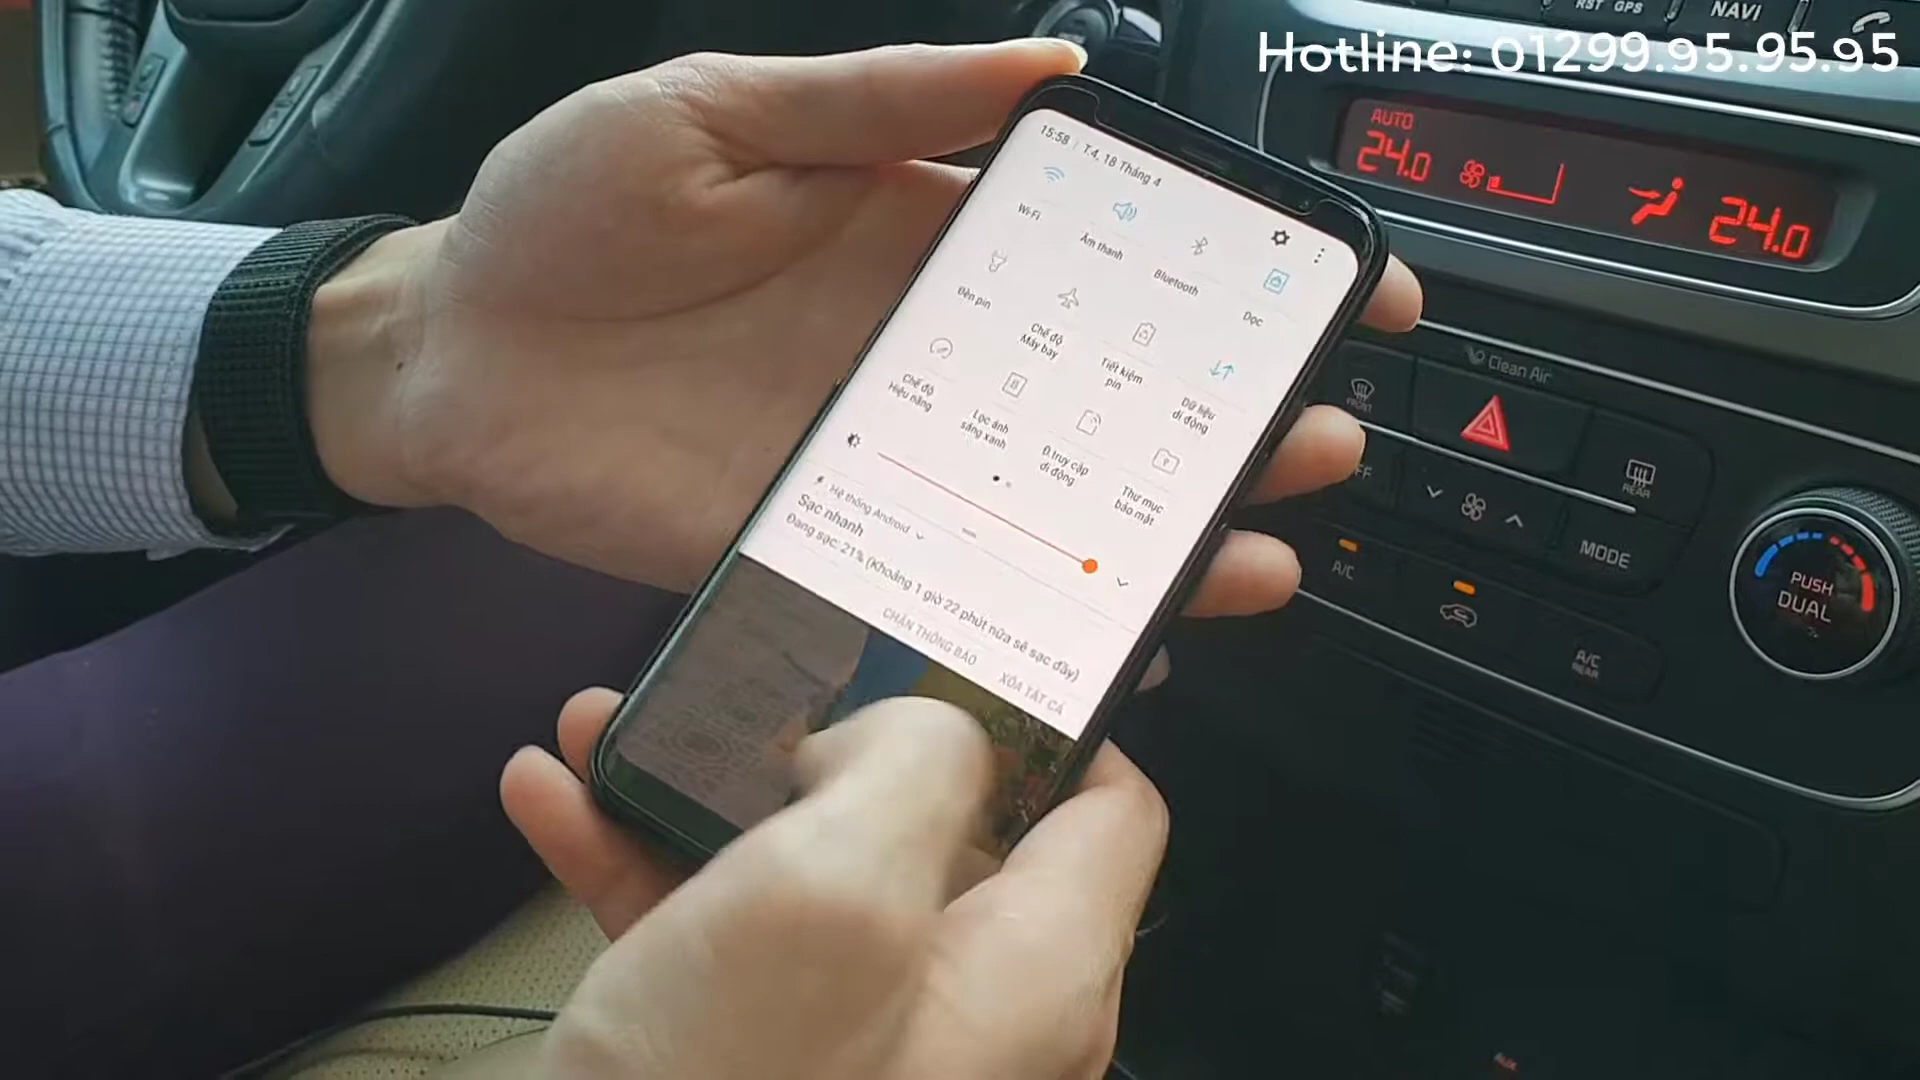 RST GPS
NAVI
Hotline: 01299.95.95.95
AUTO
24.0
24.0
15:58
T.4, 18 Tháng 4
Wi-Fi
Âm thanh
Bluetooth
Dọc
Đèn pin
Chế độ
Máy bay
Tiết kiệm
pin
Dữ liệu
di động
Chế độ
Hiệu năng
Lọc ánh
sáng xanh
Đ.truy cập
di động
Thư mục
bảo mật
Hệ thống Android
Sạc nhanh
Đang sạc: 21% (Khoảng 1 giờ 22 phút nữa sẽ sạc đầy)
CHẶN THÔNG BÁO
XÓA TẤT CẢ
Clean Air
FRONT
REAR
MODE
A/C
A/C
REAR
PUSH
DUAL
AUX